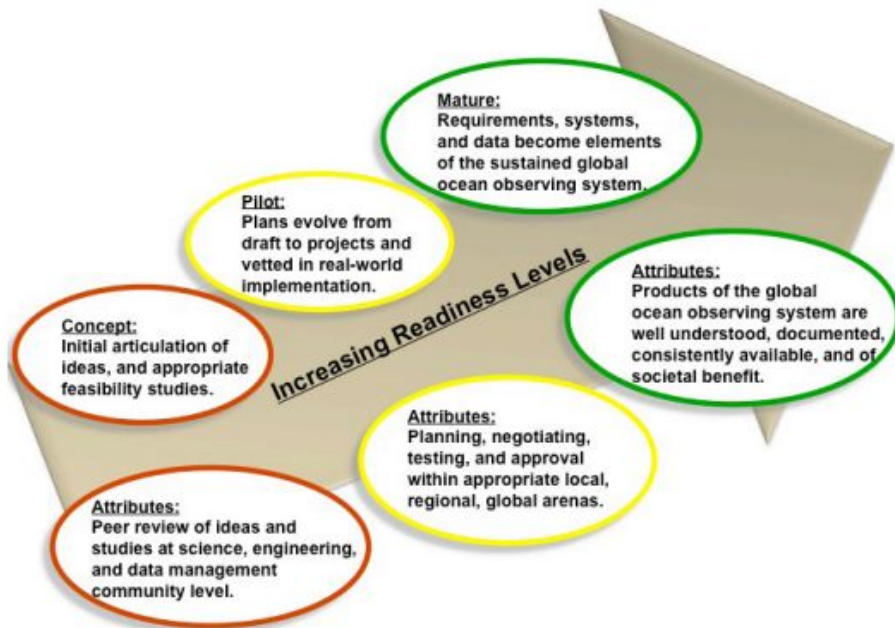 Mature:
Requirements, systems,
and data become elements
of the sustained global
ocean observing system.
Pilot:
Plans evolve from
draft to projects and
vetted in real-world
implementation.
Concept:
Initial articulation of
ideas, and appropriate
feasibility studies.
Increasing Readiness Levels
Attributes:
Products of the global
ocean observing system are
well understood, documented,
consistently available, and of
societal benefit.
Attributes:
Planning, negotiating,
testing, and approval
within appropriate local,
regional, global arenas.
Attributes:
Peer review of ideas and
studies at science, engineering,
and data management
community level.